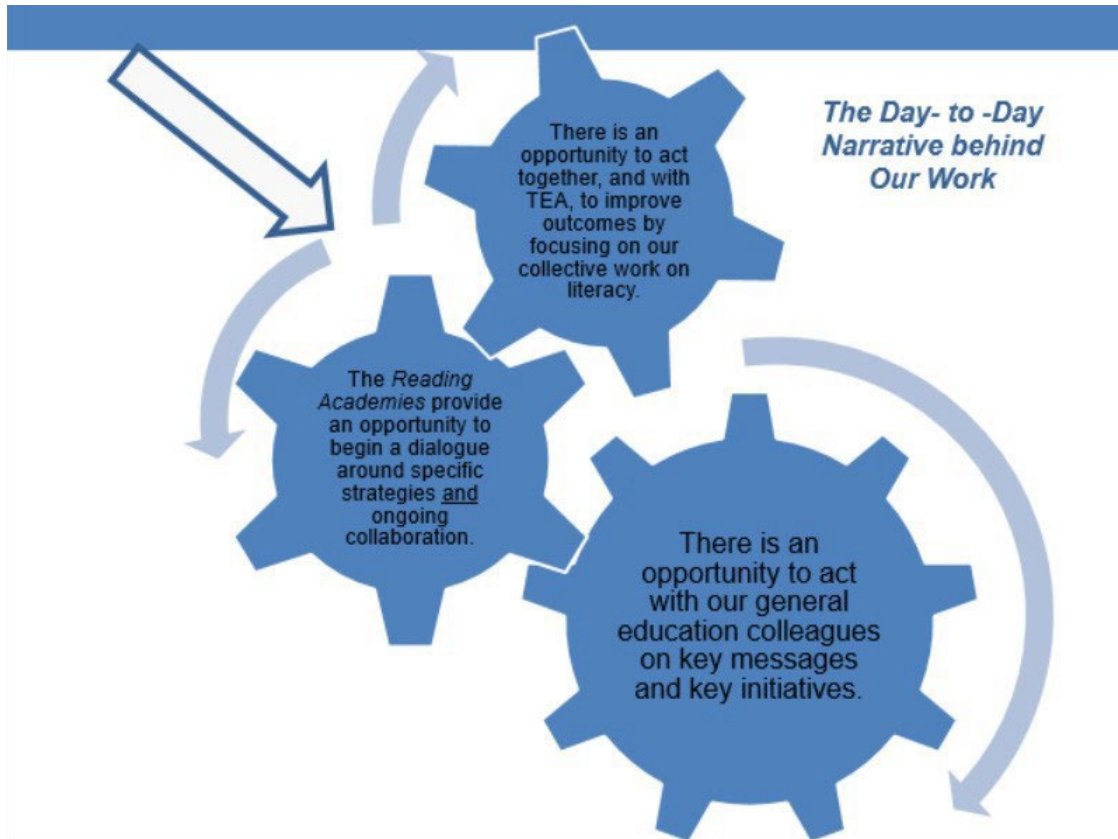 The Day- to -Day
Narrative behind
Our Work
There is an
opportunity to act
together, and with
TEA, to improve
outcomes by
focusing on our
collective work on
literacy.
The Reading
Academies provide
an opportunity to
begin a dialogue
around specific
strategies and
ongoing
collaboration.
There is an
opportunity to act
with our general
education colleagues
on key messages
and key initiatives.